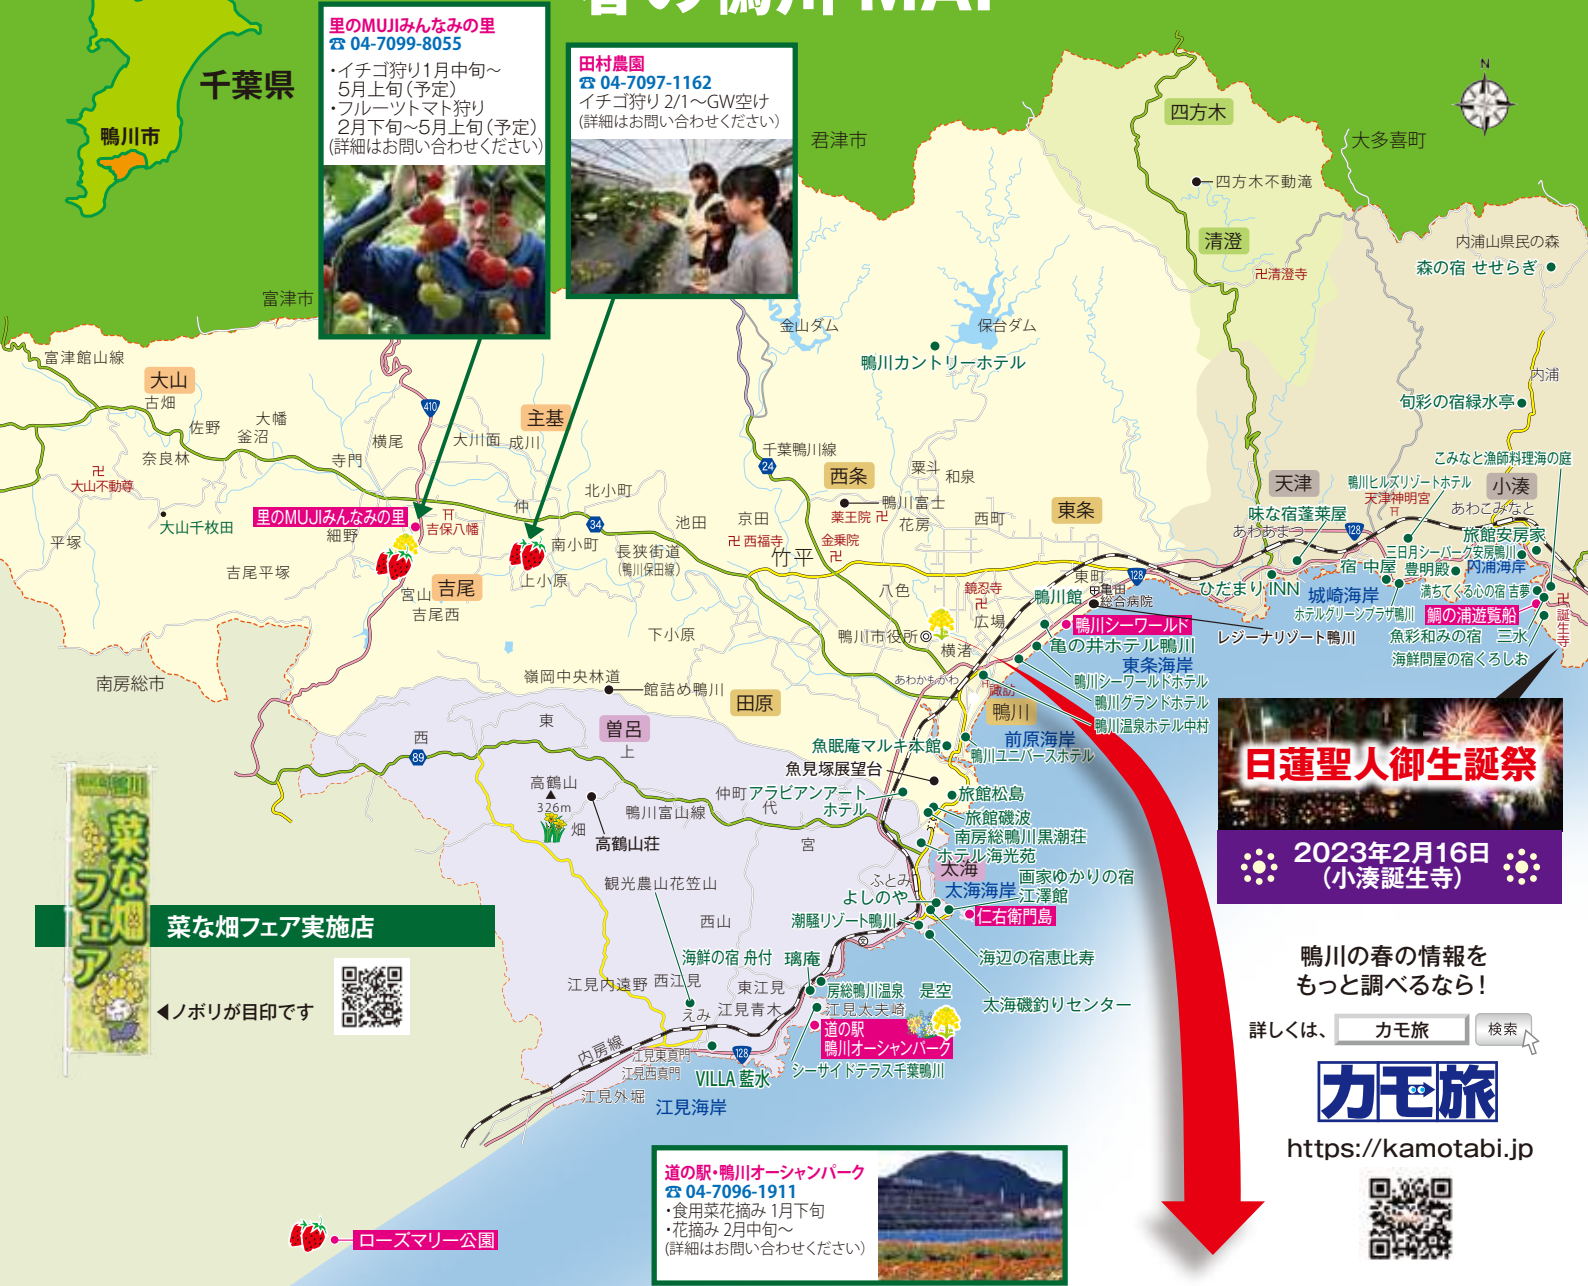 春の鴨川 MAP
千葉県
鴨川市
里のMUJIみんなみの里
☎ 04-7099-8055
・イチゴ狩り1月中旬〜
5月上旬(予定)
・フルーツトマト狩り
2月下旬〜5月上旬(予定)
(詳細はお問い合わせください)
田村農園
☎ 04-7097-1162
イチゴ狩り 2/1〜GW空け
(詳細はお問い合わせください)
君津市
四方木
大多喜町
N
四方木不動滝
清澄
卍清澄寺
内浦山県民の森
森の宿 せせらぎ
富津市
金山ダム
保台ダム
鴨川カントリーホテル
富津館山線
大山
古畑
佐野
大幡
釜沼
奈良林
寺門
横尾
410
主基
大川面
成川
卍
大山不動尊
大山千枚田
平塚
里のMUJIみんなみの里
細野
吉保八幡
仲
北小町
34
南小町
上小原
池田
長狭街道
(鴨川保田線)
吉尾平塚
吉尾
宮山
吉尾西
下小原
千葉鴨川線
24
西条
粟斗
和泉
鴨川富士
薬王院 卍
花房
西町
東条
京田
卍 西福寺
金乗院
卍
竹平
八色
鏡忍寺
卍
広場
鴨川市役所◎
横渚
あわかもがわ
内浦
旬彩の宿緑水亭
こみなと漁師料理海の庭
天津
鴨川ヒルズリゾートホテル
天津神明宮
小湊
あわこみなと
味な宿蓬莱屋
あわあまつ
128
旅館安房家
三日月シーパーク安房鴨川
宿 中屋
豊明殿
内浦海岸
ひだまりINN
城崎海岸
満ちてくる心の宿 吉夢
ホテルグリーンプラザ鴨川
鯛の浦遊覧船
卍誕生寺
魚彩和みの宿 三水
海鮮問屋の宿くろしお
東町
128
亀田
総合病院
鴨川館
鴨川シーワールド
レジーナリゾート鴨川
亀の井ホテル鴨川
東条海岸
鴨川シーワールドホテル
鴨川グランドホテル
鴨川温泉ホテル中村
諏訪
鴨川
前原海岸
鴨川ユニバースホテル
南房総市
嶺岡中央林道
館詰め鴨川
田原
西
89
東
曽呂
上
高鶴山
326m
畑
高鶴山荘
鴨川富山線
仲町
代
宮
魚眠庵マルキ本館
魚見塚展望台
アラビアンアート
ホテル
旅館松島
旅館磯波
南房総鴨川黒潮荘
ホテル海光苑
太海
ふとみ
太海海岸
画家ゆかりの宿
江澤館
よしのや
仁右衛門島
潮騒リゾート鴨川
海辺の宿恵比寿
太海磯釣りセンター
観光農山花笠山
西山
海鮮の宿 舟付
璃庵
江見内遠野
西江見
東江見
江見青木
えみ
房総鴨川温泉 是空
江見太夫崎
道の駅
鴨川オーシャンパーク
シーサイドテラス千葉鴨川
内房線
江見東真門
江見西真門
128
VILLA 藍水
江見外堀
江見海岸
日蓮聖人御生誕祭
2023年2月16日
(小湊誕生寺)
鴨川
菜な畑
フェア
菜な畑フェア実施店
◀ノボリが目印です
鴨川の春の情報を
もっと調べるなら!
詳しくは、 カモ旅 検索
カモ旅
https://kamotabi.jp
道の駅・鴨川オーシャンパーク
☎ 04-7096-1911
・食用菜花摘み 1月下旬
・花摘み 2月中旬〜
(詳細はお問い合わせください)
ローズマリー公園